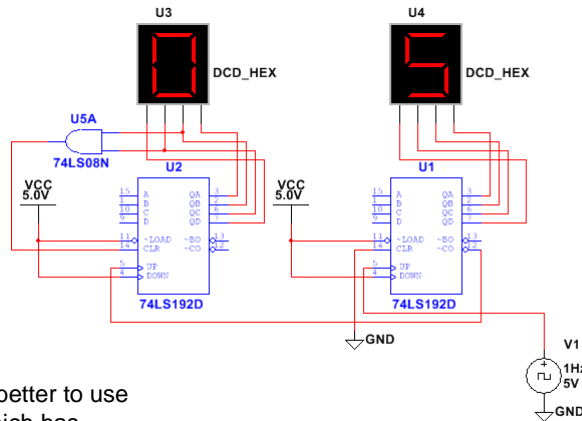 U3
U4
DCD_HEX
DCD_HEX
U5A
74LS08N
U2
U1
VCC
5.0V
VCC
5.0V
15 A QA 3
1 B QB 2
10 C QC 6
9 D QD 7
11 ~LOAD ~BO 13
14 CLR ~CO 12
5 UP
4 DOWN
15 A QA 3
1 B QB 2
10 C QC 6
9 D QD 7
11 ~LOAD ~BO 13
14 CLR ~CO 12
5 UP
4 DOWN
74LS192D
74LS192D
GND
V1
1Hz
5V
GND
better to use